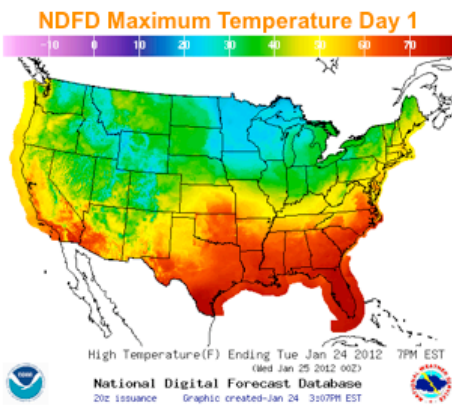 NDFD Maximum Temperature Day 1
-10 0 10 20 30 40 50 60 70
High Temperature(F) Ending Tue Jan 24 2012 7PM EST
(Wed Jan 25 2012 00Z)
National Digital Forecast Database
20z issuance Graphic created-Jan 24 3:07PM EST